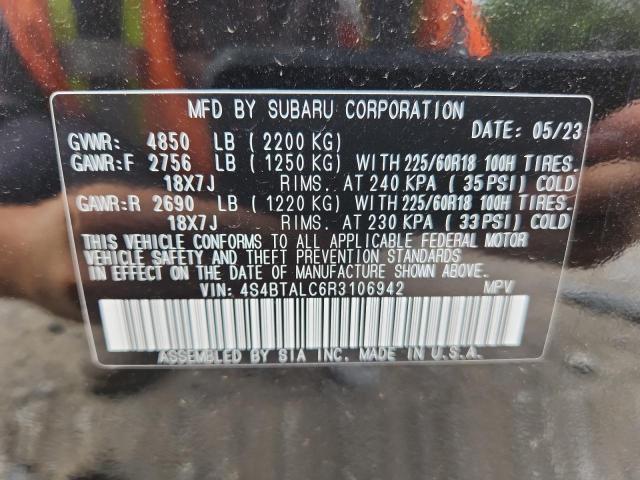 MFD BY SUBARU CORPORATION
DATE: 05/23
GVWR: 4850 LB (2200 KG)
GAWR:F 2756 LB (1250 KG) WITH 225/60R18 100H TIRES.
18X7J RIMS. AT 240 KPA (35 PSI) COLD
GAWR:R 2690 LB (1220 KG) WITH 225/60R18 100H TIRES.
18X7J RIMS. AT 230 KPA (33 PSI) COLD
THIS VEHICLE CONFORMS TO ALL APPLICABLE FEDERAL MOTOR
VEHICLE SAFETY AND THEFT PREVENTION STANDARDS IN EFFECT
ON THE DATE OF MANUFACTURE SHOWN ABOVE.
VIN: 4S4BTALC6R3106942 MPV
ASSEMBLED BY SIA INC. MADE IN U.S.A.